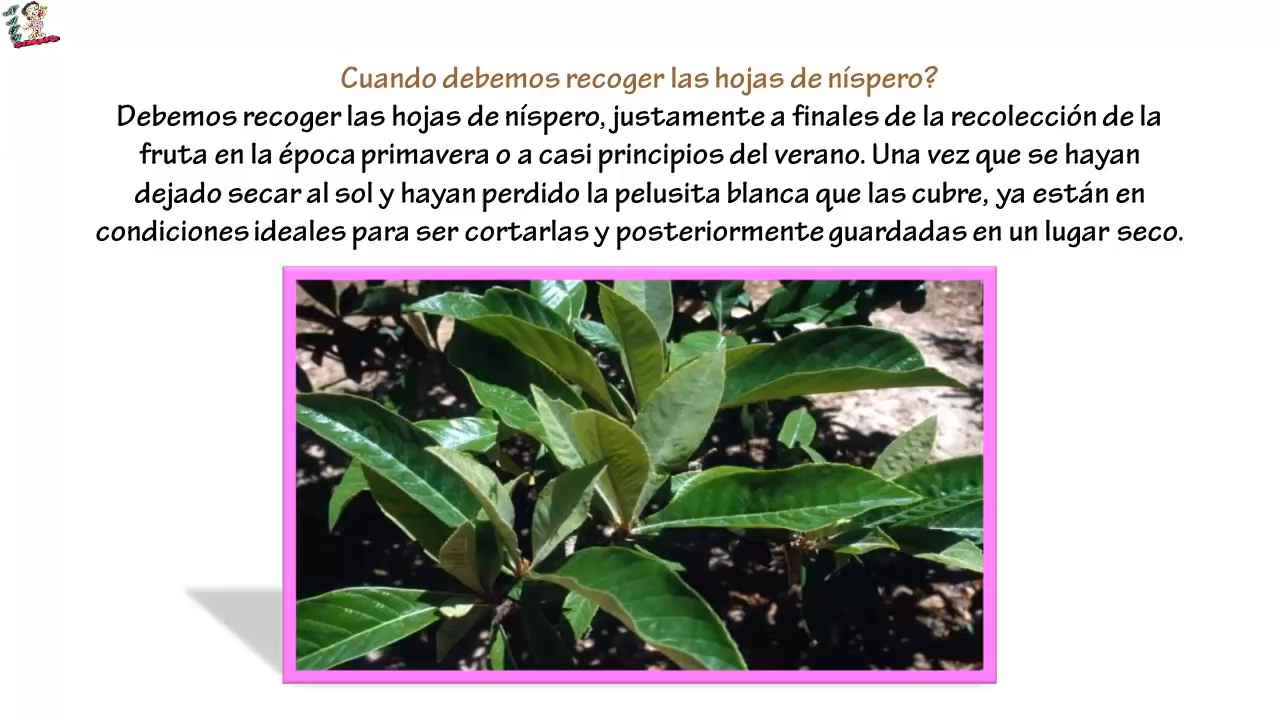 Cuando debemos recoger las hojas de níspero?
Debemos recoger las hojas de níspero, justamente a finales de la recolección de la
fruta en la época primavera o a casi principios del verano. Una vez que se hayan
dejado secar al sol y hayan perdido la pelusita blanca que las cubre, ya están en
condiciones ideales para ser cortarlas y posteriormente guardadas en un lugar seco.